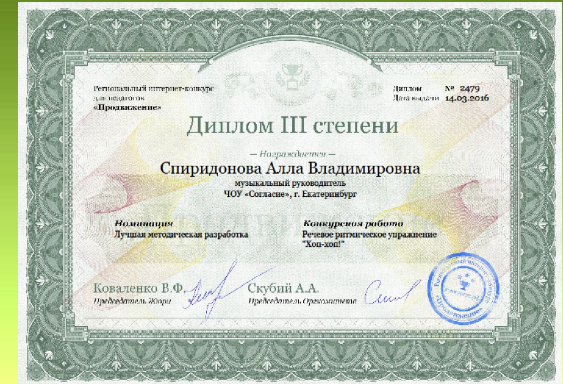 Региональный интернет-конкурс
для педагогов
«Продвижение»
Диплом № 2479
Дата выдачи 14.03.2016
Диплом III степени
— Награждается —
Спиридонова Алла Владимировна
музыкальный руководитель
ЧОУ «Согласие», г. Екатеринбург
Номинация
Лучшая методическая разработка
Конкурсная работа
Речевое ритмическое упражнение
"Хоп-хоп!"
Коваленко В.Ф.
Председатель Жюри
Скубий А.А.
Председатель Оргкомитета